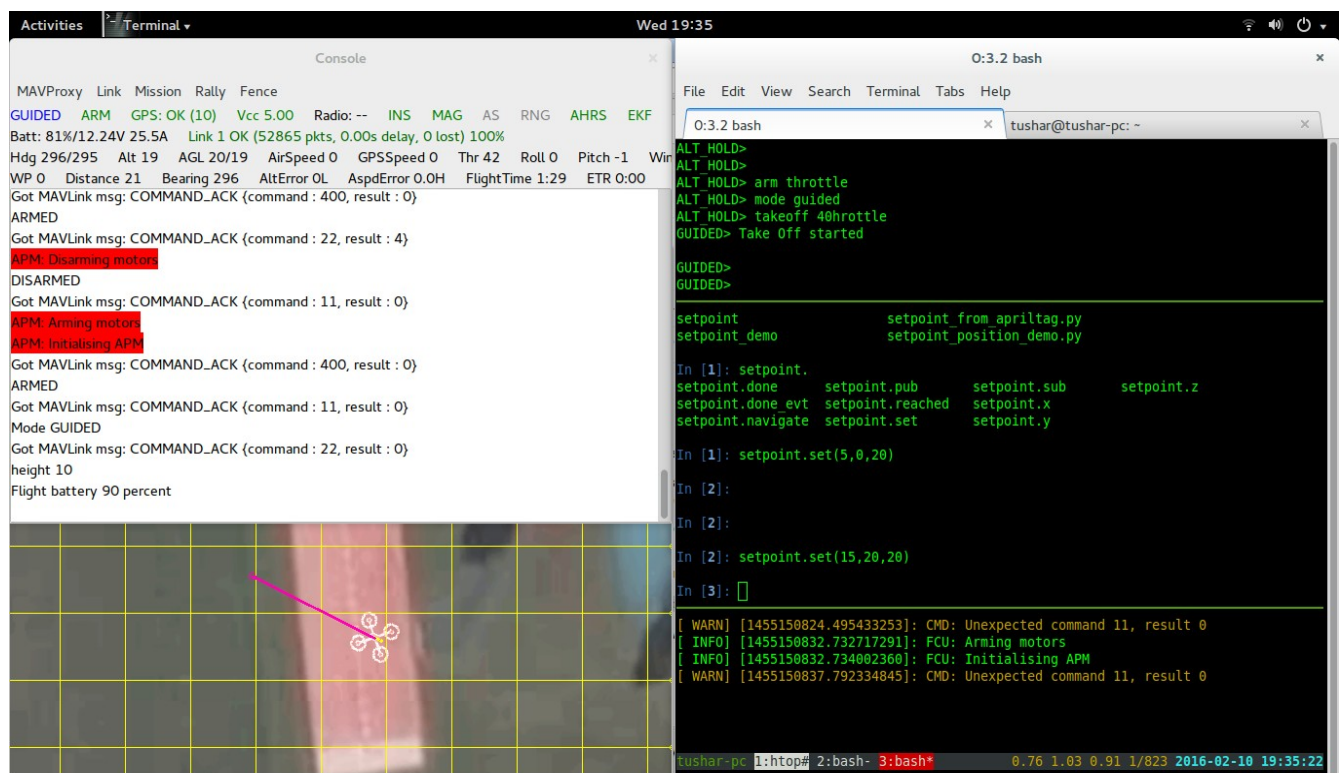 Activities Terminal Wed 19:35
Console
MAVProxy Link Mission Rally Fence
GUIDED ARM GPS: OK (10) Vcc 5.00 Radio: -- INS MAG AS RNG AHRS EKF
Batt: 81%/12.24V 25.5A Link 1 OK (52865 pkts, 0.00s delay, 0 lost) 100%
Hdg 296/295 Alt 19 AGL 20/19 AirSpeed 0 GPSSpeed 0 Thr 42 Roll 0 Pitch -1 Win
WP 0 Distance 21 Bearing 296 AltError 0L AspdError 0.0H FlightTime 1:29 ETR 0:00
Got MAVLink msg: COMMAND_ACK {command : 400, result : 0}
ARMED
Got MAVLink msg: COMMAND_ACK {command : 22, result : 4}
APM: Disarming motors
DISARMED
Got MAVLink msg: COMMAND_ACK {command : 11, result : 0}
APM: Arming motors
APM: Initialising APM
Got MAVLink msg: COMMAND_ACK {command : 400, result : 0}
ARMED
Got MAVLink msg: COMMAND_ACK {command : 11, result : 0}
Mode GUIDED
Got MAVLink msg: COMMAND_ACK {command : 22, result : 0}
height 10
Flight battery 90 percent
0:3.2 bash
File Edit View Search Terminal Tabs Help
0:3.2 bash tushar@tushar-pc: ~
ALT_HOLD>
ALT_HOLD>
ALT_HOLD> arm throttle
ALT_HOLD> mode guided
ALT_HOLD> takeoff 40hrottle
GUIDED> Take Off started
GUIDED>
GUIDED>
setpoint setpoint_from_apriltag.py
setpoint_demo setpoint_position_demo.py
In [1]: setpoint.
setpoint.done setpoint.pub setpoint.sub setpoint.z
setpoint.done_evt setpoint.reached setpoint.x
setpoint.navigate setpoint.set setpoint.y
In [1]: setpoint.set(5,0,20)
In [2]:
In [2]:
In [2]: setpoint.set(15,20,20)
In [3]:
[ WARN] [1455150824.495433253]: CMD: Unexpected command 11, result 0
[ INFO] [1455150832.732717291]: FCU: Arming motors
[ INFO] [1455150832.734002360]: FCU: Initialising APM
[ WARN] [1455150837.792334845]: CMD: Unexpected command 11, result 0
tushar-pc 1:htop# 2:bash- 3:bash* 0.76 1.03 0.91 1/823 2016-02-10 19:35:22